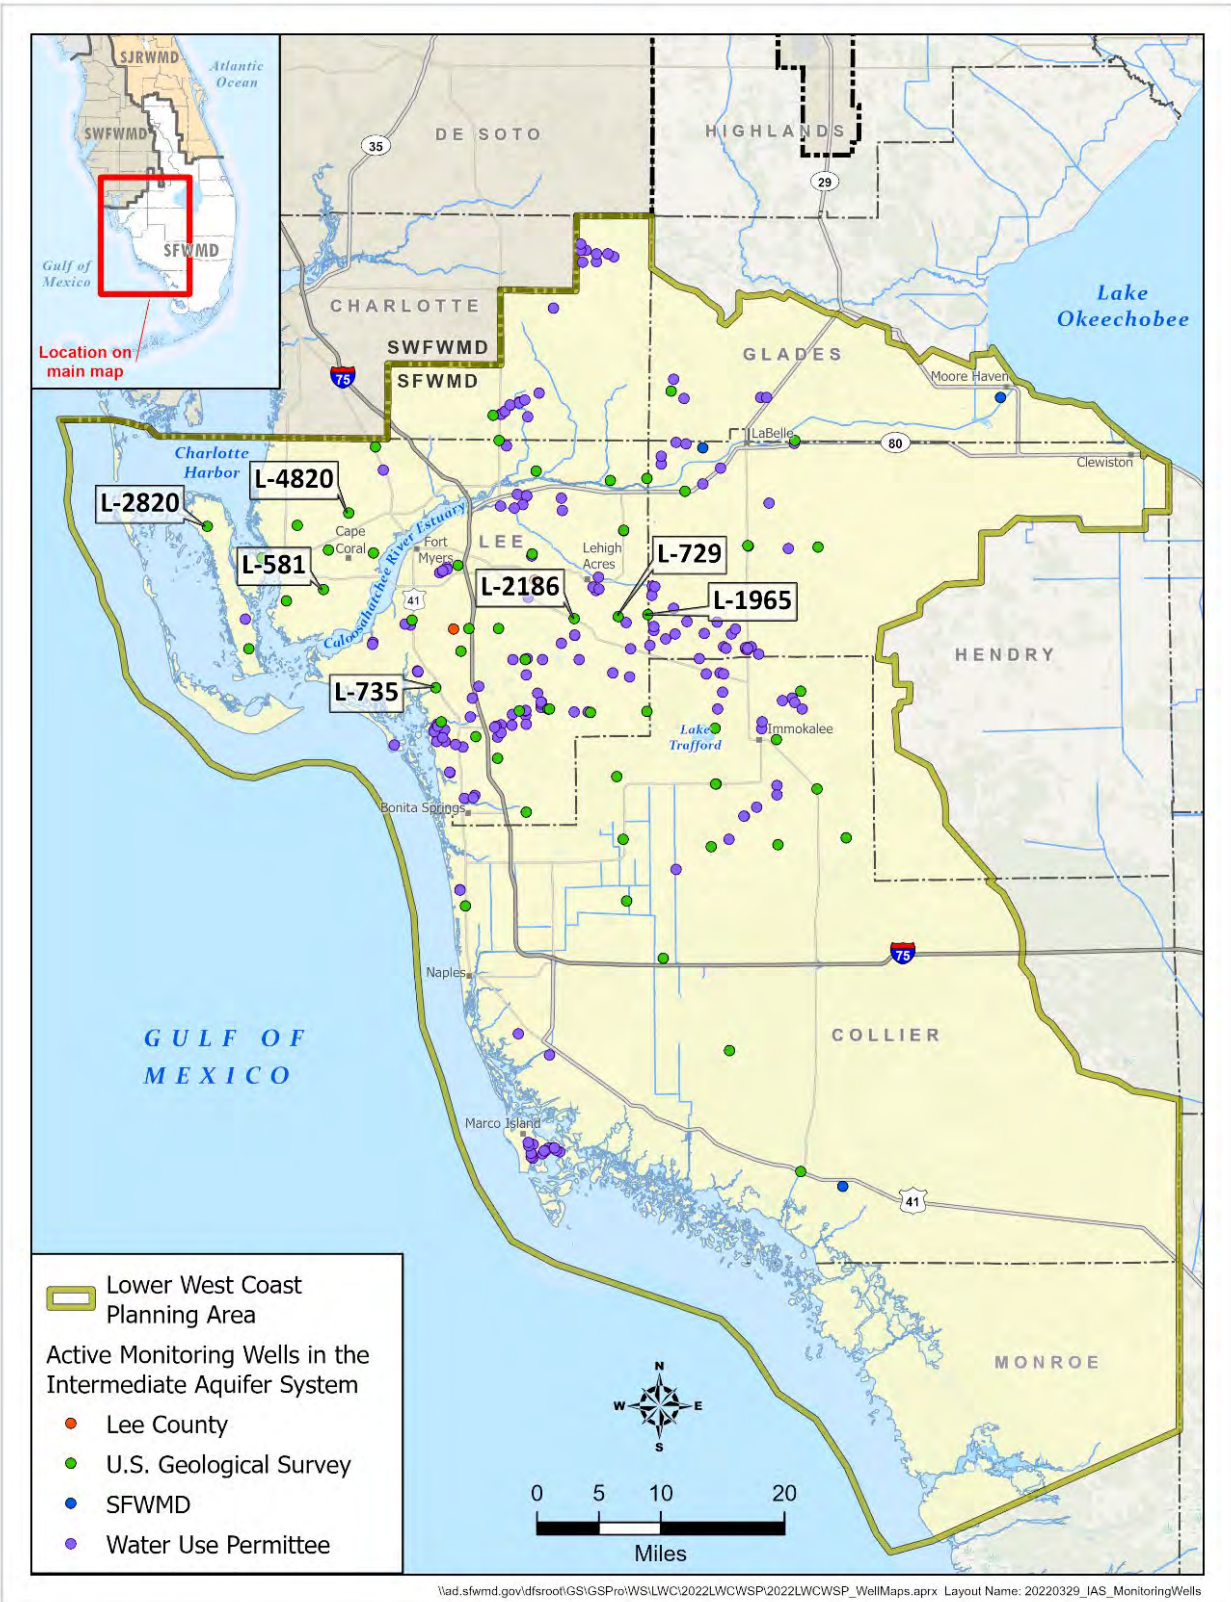 SJRWMD
Atlantic
Ocean
SWFWMD
SFWMD
Gulf of
Mexico
Location on
main map
DE SOTO
HIGHLANDS
35
29
CHARLOTTE
SWFWMD
SFWMD
75
GLADES
Lake
Okeechobee
Moore Haven
LaBelle
80
Clewiston
Charlotte
Harbor
L-4820
L-2820
Cape
Coral
Caloosahatchee River Estuary
Fort
Myers
LEE
Lehigh
Acres
L-729
L-581
L-2186
L-1965
41
HENDRY
L-735
Lake
Trafford
Immokalee
Bonita Springs
75
Naples
GULF OF
MEXICO
COLLIER
Marco Island
41
MONROE
Lower West Coast
Planning Area
Active Monitoring Wells in the
Intermediate Aquifer System
Lee County
U.S. Geological Survey
SFWMD
Water Use Permittee
N
W E
S
0 5 10 20
Miles
\\ad.sfwmd.gov\dfsroot\GS\GSPro\WS\LWC\2022LWCWSP\2022LWCWSP_WellMaps.aprx Layout Name: 20220329_IAS_MonitoringWells